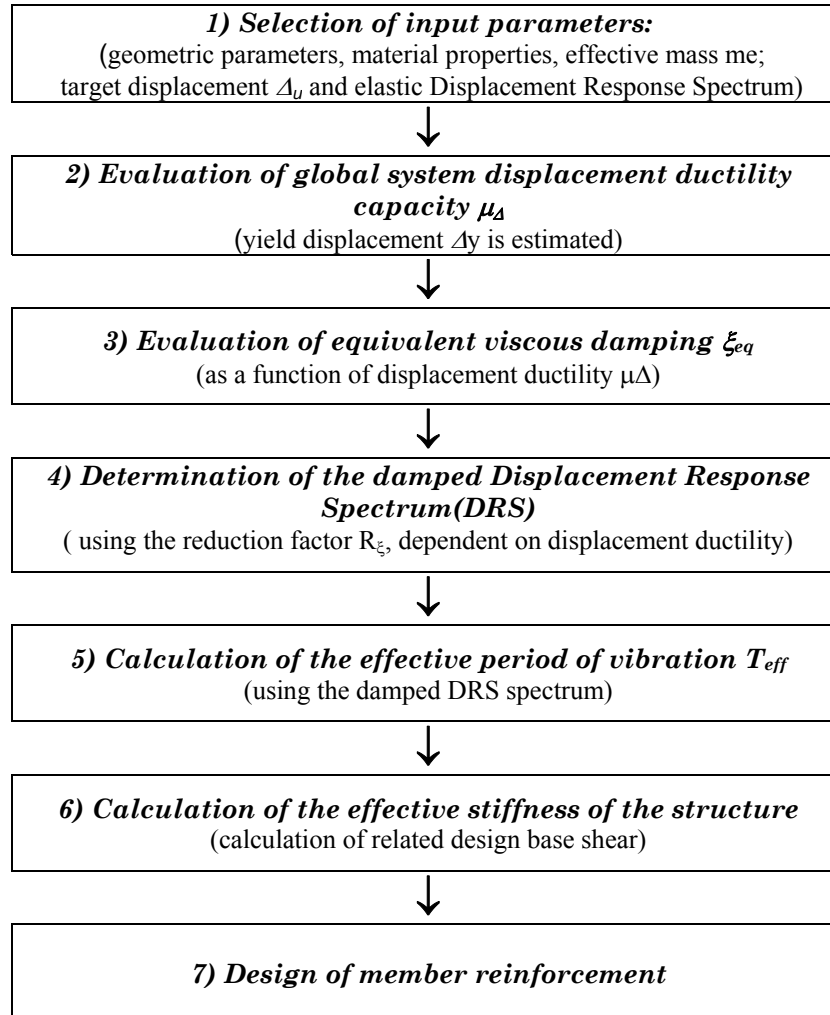 1) Selection of input parameters:
(geometric parameters, material properties, effective mass me;
target displacement Δu and elastic Displacement Response Spectrum)
2) Evaluation of global system displacement ductility
capacity μΔ
(yield displacement Δy is estimated)
3) Evaluation of equivalent viscous damping ξeq
(as a function of displacement ductility μΔ)
4) Determination of the damped Displacement Response
Spectrum(DRS)
( using the reduction factor Rξ, dependent on displacement ductility)
5) Calculation of the effective period of vibration Teff
(using the damped DRS spectrum)
6) Calculation of the effective stiffness of the structure
(calculation of related design base shear)
7) Design of member reinforcement